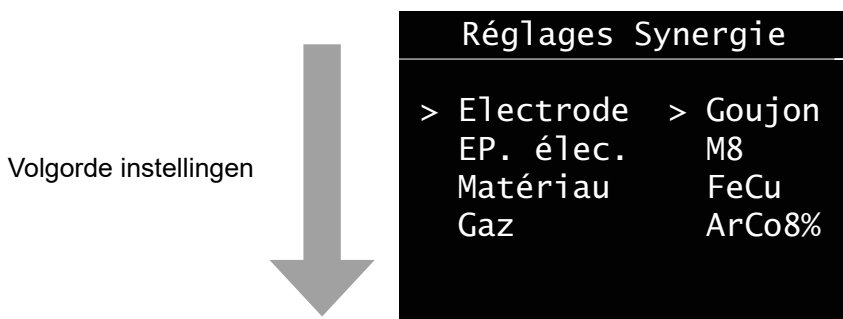 Réglages Synergie
> Electrode > Goujon
EP. élec. M8
Volgorde instellingen
Matériau FeCu
Gaz ArCo8%